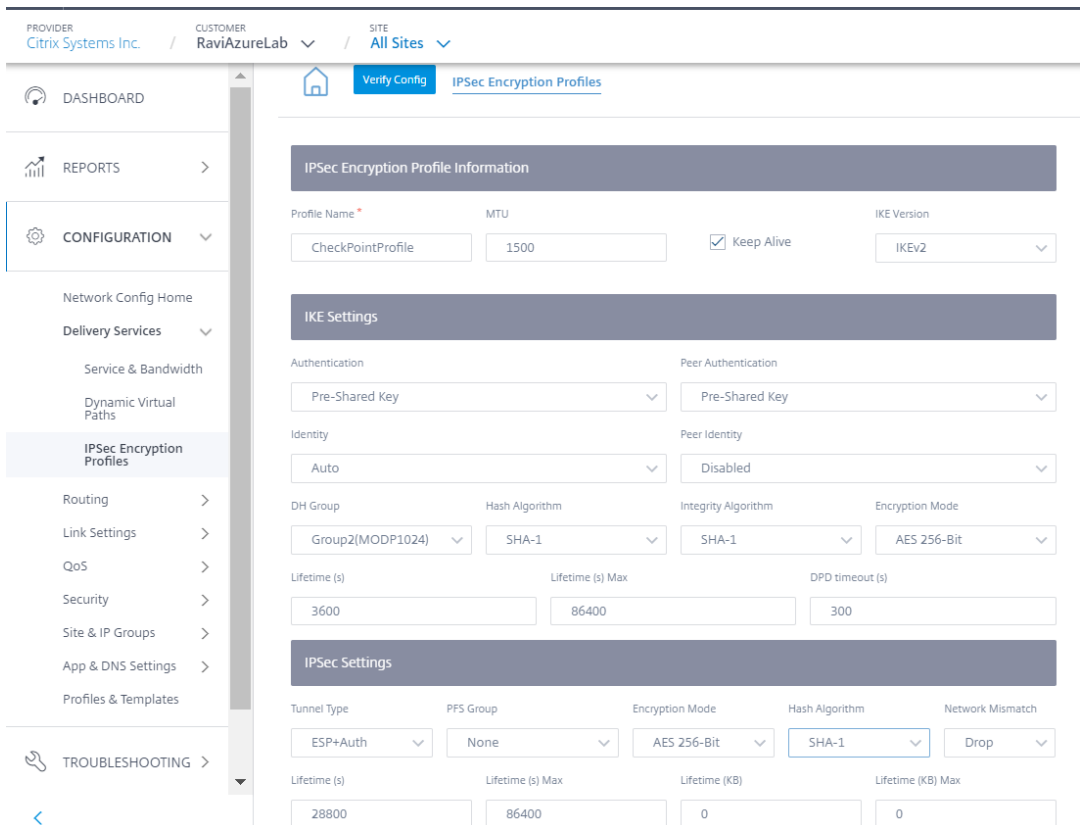 PROVIDER CUSTOMER SITE
Citrix Systems Inc. / RaviAzureLab / All Sites
DASHBOARD
REPORTS
CONFIGURATION
Network Config Home
Delivery Services
Service & Bandwidth
Dynamic Virtual
Paths
IPSec Encryption
Profiles
Routing
Link Settings
QoS
Security
Site & IP Groups
App & DNS Settings
Profiles & Templates
TROUBLESHOOTING
Verify Config IPSec Encryption Profiles
IPSec Encryption Profile Information
Profile Name * MTU IKE Version
CheckPointProfile 1500 Keep Alive IKEv2
IKE Settings
Authentication Peer Authentication
Pre-Shared Key Pre-Shared Key
Identity Peer Identity
Auto Disabled
DH Group Hash Algorithm Integrity Algorithm Encryption Mode
Group2(MODP1024) SHA-1 SHA-1 AES 256-Bit
Lifetime (s) Lifetime (s) Max DPD timeout (s)
3600 86400 300
IPSec Settings
Tunnel Type PFS Group Encryption Mode Hash Algorithm Network Mismatch
ESP+Auth None AES 256-Bit SHA-1 Drop
Lifetime (s) Lifetime (s) Max Lifetime (KB) Lifetime (KB) Max
28800 86400 0 0